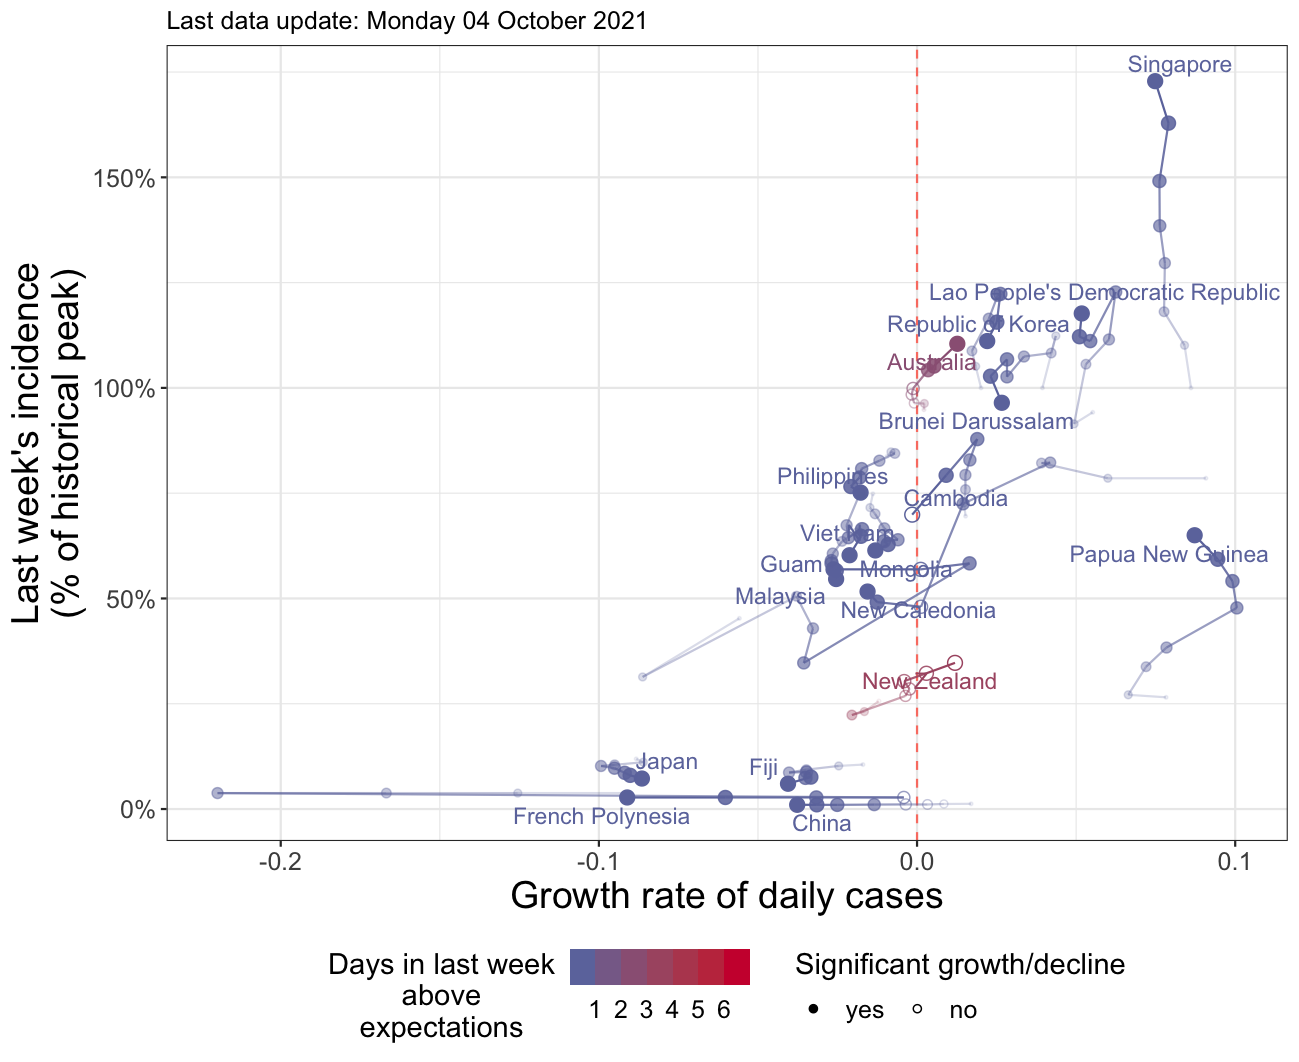 Last data update: Monday 04 October 2021
Singapore
150%
Lao People's Democratic Republic
Republic of Korea
Australia
100%
Brunei Darussalam
Philippines
Cambodia
Viet Nam
Papua New Guinea
Guam
Mongolia
Malaysia
50%
New Caledonia
New Zealand
Japan
Fiji
0%
French Polynesia
China
Last week's incidence
(% of historical peak)
-0.2
-0.1
0.0
0.1
Growth rate of daily cases
Days in last week
above
expectations
1 2 3 4 5 6
Significant growth/decline
yes
no